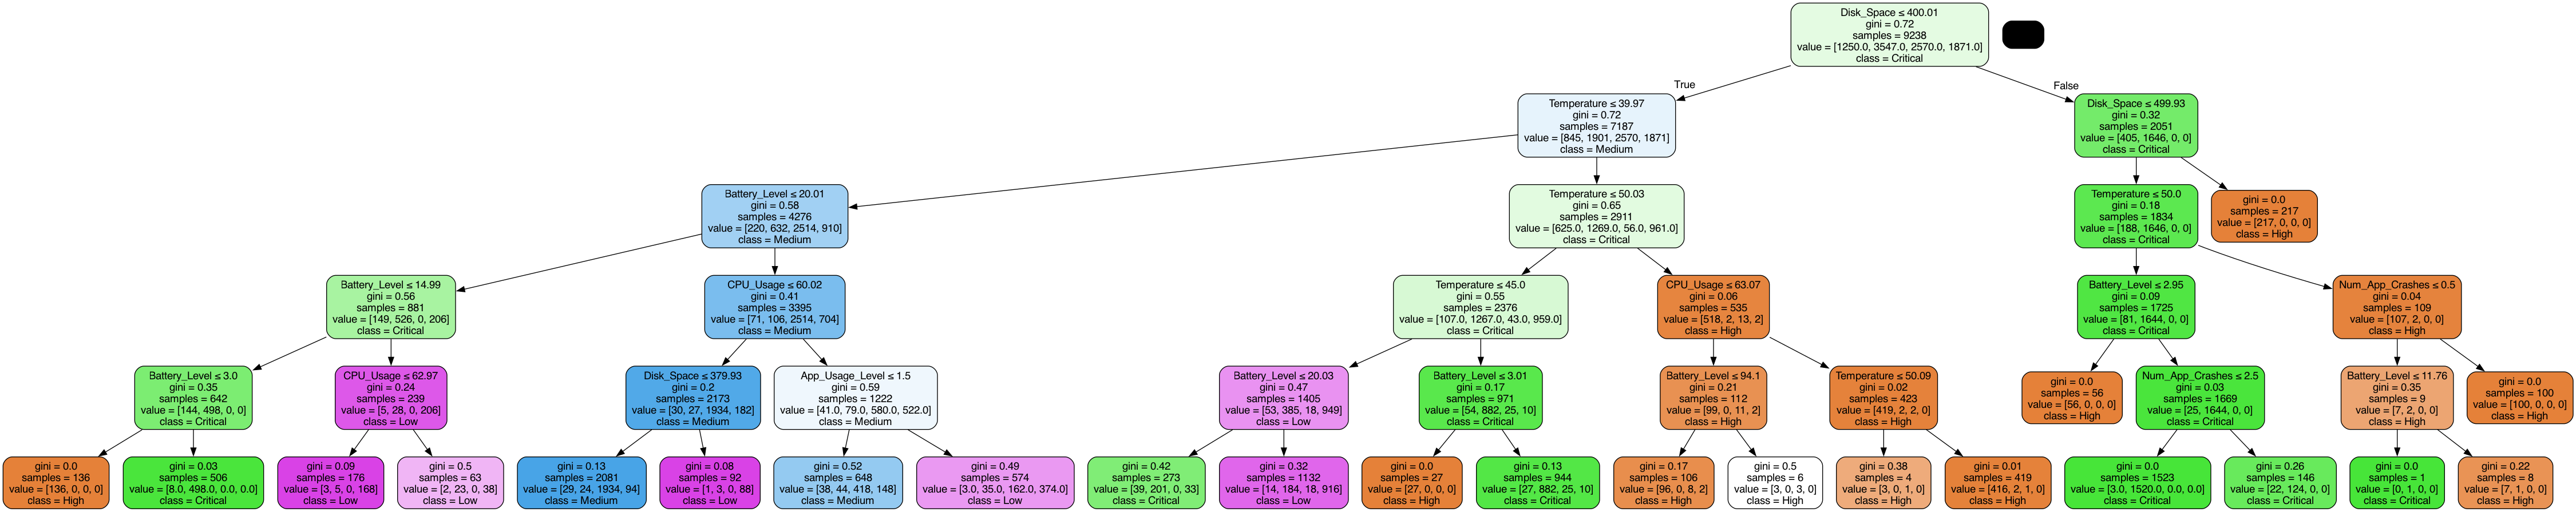 Disk_Space ≤ 400.01
gini = 0.72
samples = 9238
value = [1250.0, 3547.0, 2570.0, 1871.0]
class = Critical
True
False
Temperature ≤ 39.97
gini = 0.72
samples = 7187
value = [845, 1901, 2570, 1871]
class = Medium
Disk_Space ≤ 499.93
gini = 0.32
samples = 2051
value = [405, 1646, 0, 0]
class = Critical
Battery_Level ≤ 20.01
gini = 0.58
samples = 4276
value = [220, 632, 2514, 910]
class = Medium
Temperature ≤ 50.03
gini = 0.65
samples = 2911
value = [625.0, 1269.0, 56.0, 961.0]
class = Critical
Temperature ≤ 50.0
gini = 0.18
samples = 1834
value = [188, 1646, 0, 0]
class = Critical
gini = 0.0
samples = 217
value = [217, 0, 0, 0]
class = High
Battery_Level ≤ 14.99
gini = 0.56
samples = 881
value = [149, 526, 0, 206]
class = Critical
CPU_Usage ≤ 60.02
gini = 0.41
samples = 3395
value = [71, 106, 2514, 704]
class = Medium
Temperature ≤ 45.0
gini = 0.55
samples = 2376
value = [107.0, 1267.0, 43.0, 959.0]
class = Critical
CPU_Usage ≤ 63.07
gini = 0.06
samples = 535
value = [518, 2, 13, 2]
class = High
Battery_Level ≤ 2.95
gini = 0.09
samples = 1725
value = [81, 1644, 0, 0]
class = Critical
Num_App_Crashes ≤ 0.5
gini = 0.04
samples = 109
value = [107, 2, 0, 0]
class = High
Battery_Level ≤ 3.0
gini = 0.35
samples = 642
value = [144, 498, 0, 0]
class = Critical
CPU_Usage ≤ 62.97
gini = 0.24
samples = 239
value = [5, 28, 0, 206]
class = Low
Disk_Space ≤ 379.93
gini = 0.2
samples = 2173
value = [30, 27, 1934, 182]
class = Medium
App_Usage_Level ≤ 1.5
gini = 0.59
samples = 1222
value = [41.0, 79.0, 580.0, 522.0]
class = Medium
Battery_Level ≤ 20.03
gini = 0.47
samples = 1405
value = [53, 385, 18, 949]
class = Low
Battery_Level ≤ 3.01
gini = 0.17
samples = 971
value = [54, 882, 25, 10]
class = Critical
Battery_Level ≤ 94.1
gini = 0.21
samples = 112
value = [99, 0, 11, 2]
class = High
Temperature ≤ 50.09
gini = 0.02
samples = 423
value = [419, 2, 2, 0]
class = High
gini = 0.0
samples = 56
value = [56, 0, 0, 0]
class = High
Num_App_Crashes ≤ 2.5
gini = 0.03
samples = 1669
value = [25, 1644, 0, 0]
class = Critical
Battery_Level ≤ 11.76
gini = 0.35
samples = 9
value = [7, 2, 0, 0]
class = High
gini = 0.0
samples = 100
value = [100, 0, 0, 0]
class = High
gini = 0.0
samples = 136
value = [136, 0, 0, 0]
class = High
gini = 0.03
samples = 506
value = [8.0, 498.0, 0.0, 0.0]
class = Critical
gini = 0.09
samples = 176
value = [3, 5, 0, 168]
class = Low
gini = 0.5
samples = 63
value = [2, 23, 0, 38]
class = Low
gini = 0.13
samples = 2081
value = [29, 24, 1934, 94]
class = Medium
gini = 0.08
samples = 92
value = [1, 3, 0, 88]
class = Low
gini = 0.52
samples = 648
value = [38, 44, 418, 148]
class = Medium
gini = 0.49
samples = 574
value = [3.0, 35.0, 162.0, 374.0]
class = Low
gini = 0.42
samples = 273
value = [39, 201, 0, 33]
class = Critical
gini = 0.32
samples = 1132
value = [14, 184, 18, 916]
class = Low
gini = 0.0
samples = 27
value = [27, 0, 0, 0]
class = High
gini = 0.13
samples = 944
value = [27, 882, 25, 10]
class = Critical
gini = 0.17
samples = 106
value = [96, 0, 8, 2]
class = High
gini = 0.5
samples = 6
value = [3, 0, 3, 0]
class = High
gini = 0.38
samples = 4
value = [3, 0, 1, 0]
class = High
gini = 0.01
samples = 419
value = [416, 2, 1, 0]
class = High
gini = 0.0
samples = 1523
value = [3.0, 1520.0, 0.0, 0.0]
class = Critical
gini = 0.26
samples = 146
value = [22, 124, 0, 0]
class = Critical
gini = 0.0
samples = 1
value = [0, 1, 0, 0]
class = Critical
gini = 0.22
samples = 8
value = [7, 1, 0, 0]
class = High